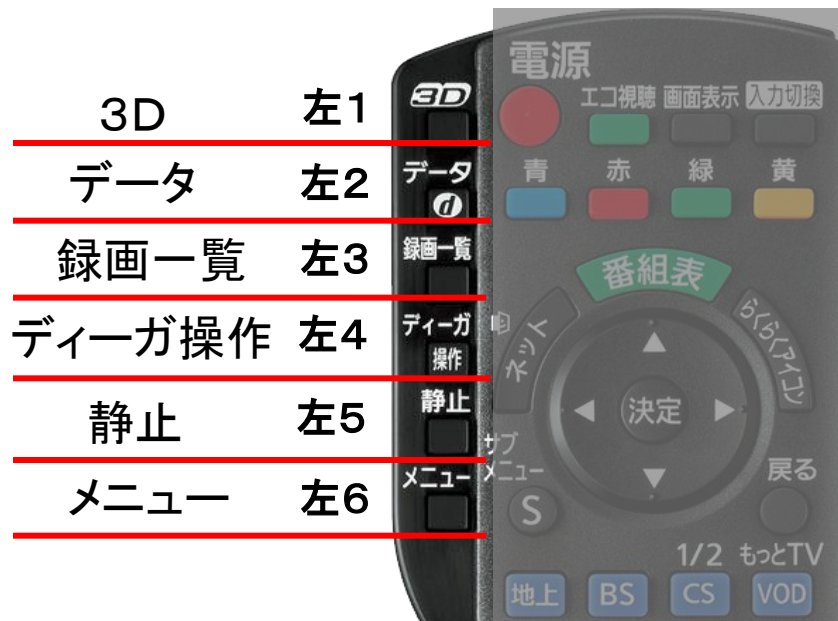 電源
3D 左1 3D エコ視聴 画面表示 入力切換
データ 左2 データ 青 赤 緑 黄
d
録画一覧 左3 録画一覧 番組表
ディーガ操作 左4 ディーガ ネット らくらくアイコン
操作
静止 左5 静止 決定
サブ
メニュー 左6 メニュー メニュー 戻る
S
1/2 もっとTV
地上 BS CS VOD